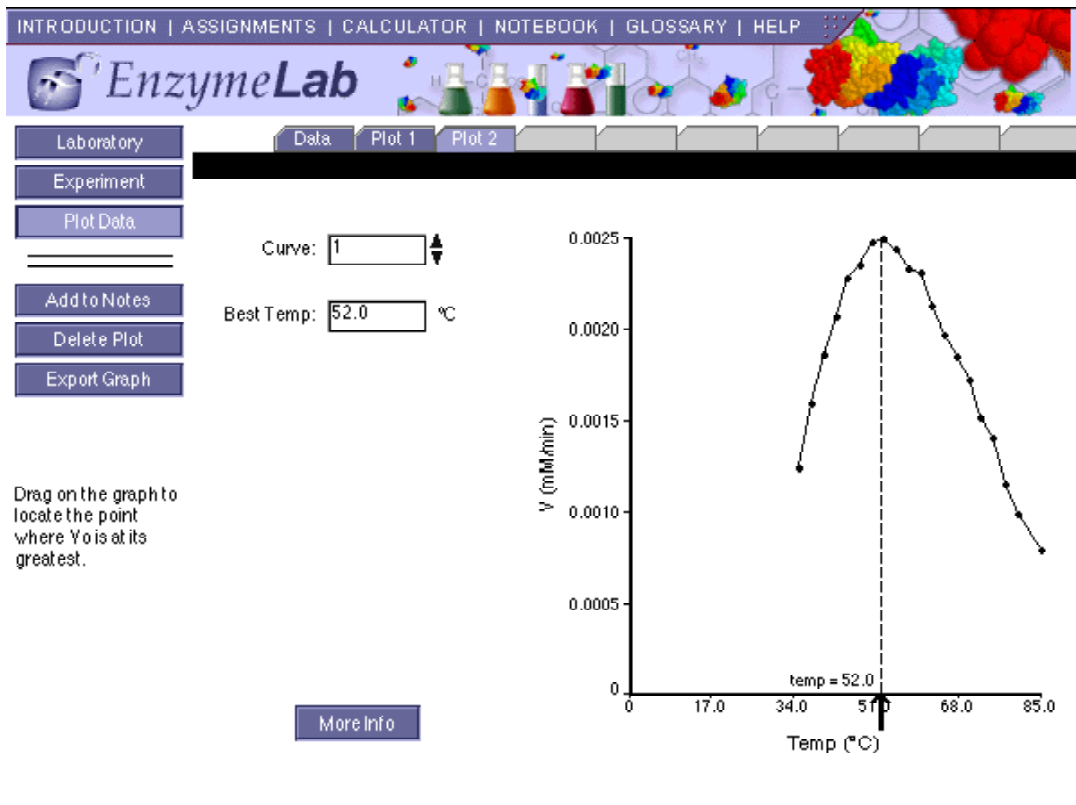 INTRODUCTION | ASSIGNMENTS | CALCULATOR | NOTEBOOK | GLOSSARY | HELP
EnzymeLab
Laboratory
Experiment
Plot Data
Add to Notes
Delete Plot
Export Graph
Drag on the graph to
locate the point
where Vo is at its
greatest.
Data Plot 1 Plot 2
Curve: 1
Best Temp: 52.0 °C
More Info
V (mM/min)
0.0025
0.0020
0.0015
0.0010
0.0005
0
temp = 52.0
0 17.0 34.0 51.0 68.0 85.0
Temp (°C)